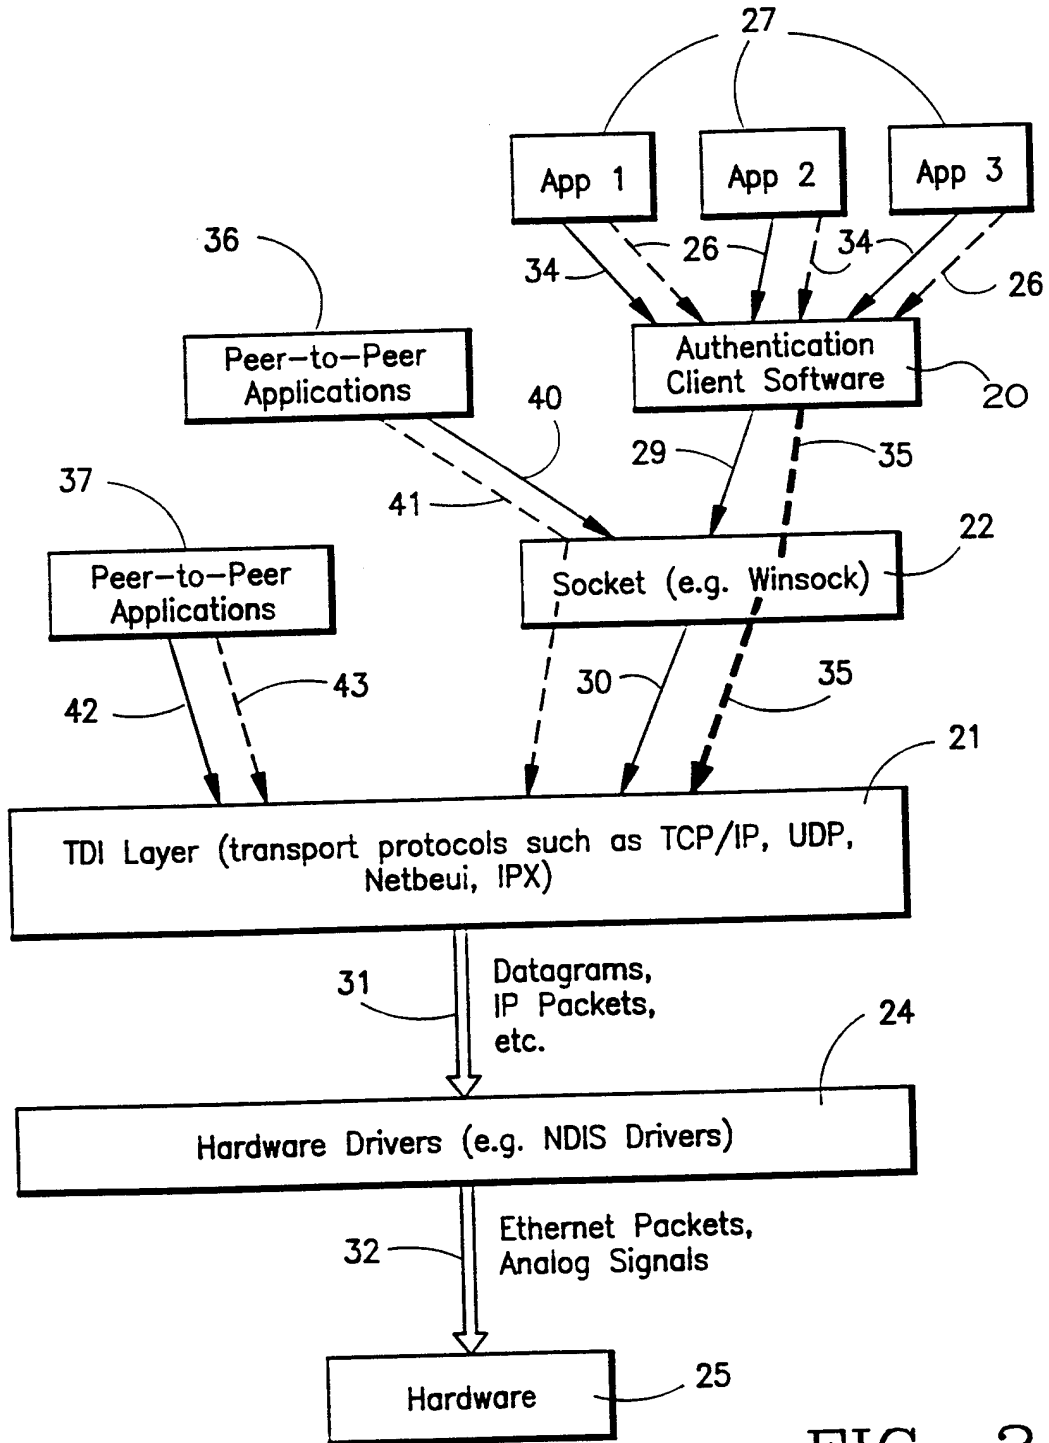 27
App 1
App 2
App 3
36
34
26
34
26
Peer-to-Peer
Applications
Authentication
Client Software
20
40
29
35
37
41
22
Peer-to-Peer
Applications
Socket (e.g. Winsock)
42
43
30
35
21
TDI Layer (transport protocols such as TCP/IP, UDP,
Netbeui, IPX)
31
Datagrams,
IP Packets,
etc.
24
Hardware Drivers (e.g. NDIS Drivers)
32
Ethernet Packets,
Analog Signals
Hardware
25
FIG